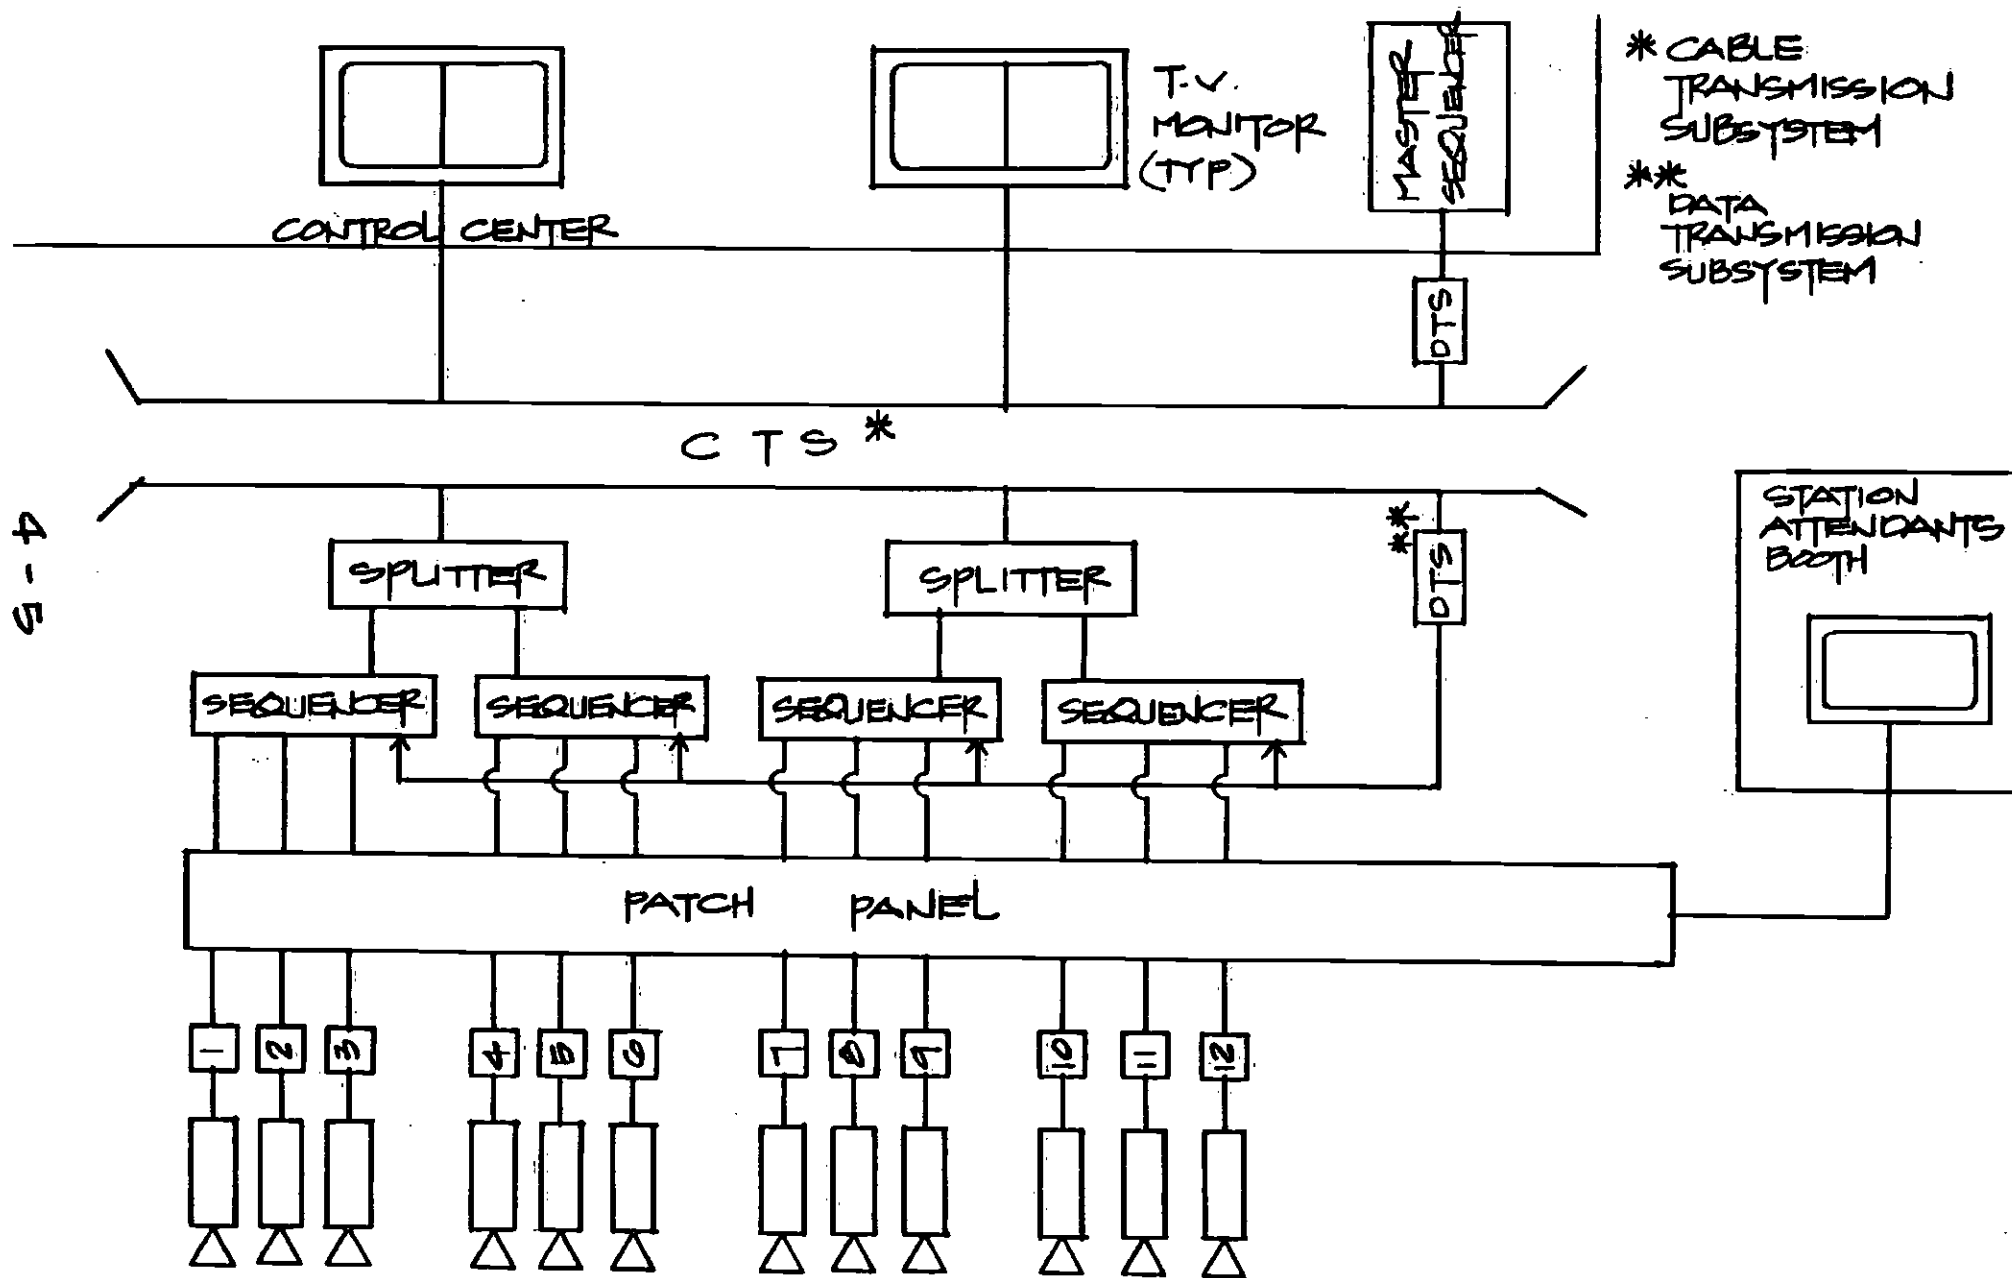 T.V.
MONITOR
(TYP)
MASTER
SEQUENCER
* CABLE
TRANSMISSION
SUBSYSTEM
**
DATA
TRANSMISSION
SUBSYSTEM
CONTROL CENTER
DTS
C T S *
4-5
SPLITTER
SPLITTER
**
DTS
STATION
ATTENDANTS
BOOTH
SEQUENCER
SEQUENCER
SEQUENCER
SEQUENCER
PATCH PANEL
1
2
3
4
5
6
7
8
9
10
11
12